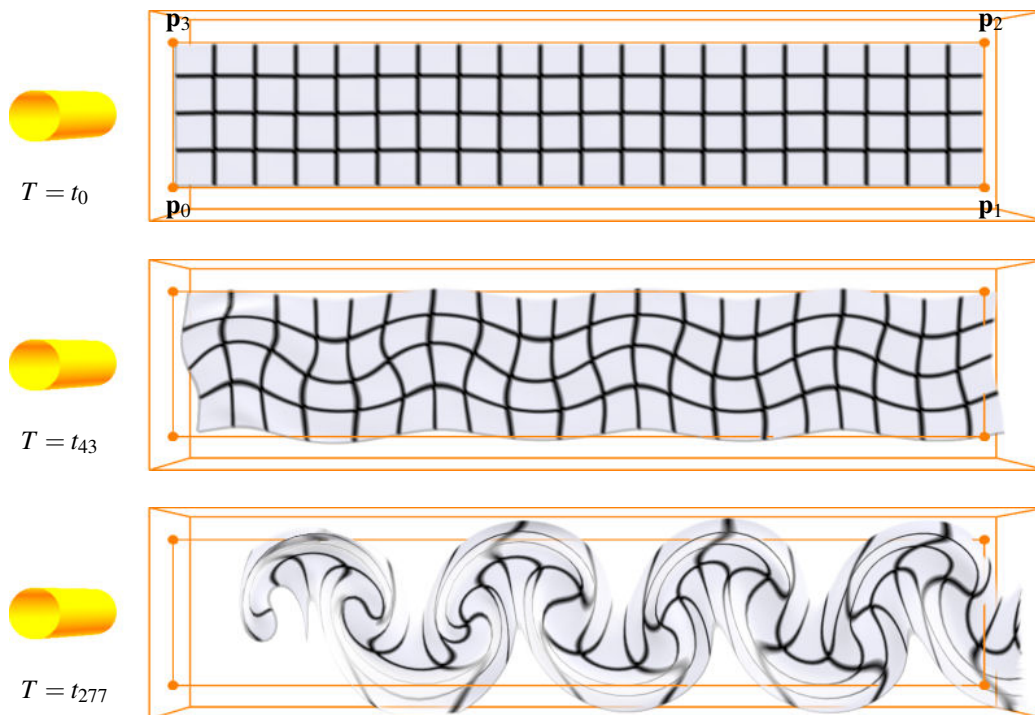 p₃ p₂
T = t₀
p₀ p₁
T = t₄₃
T = t₂₇₇